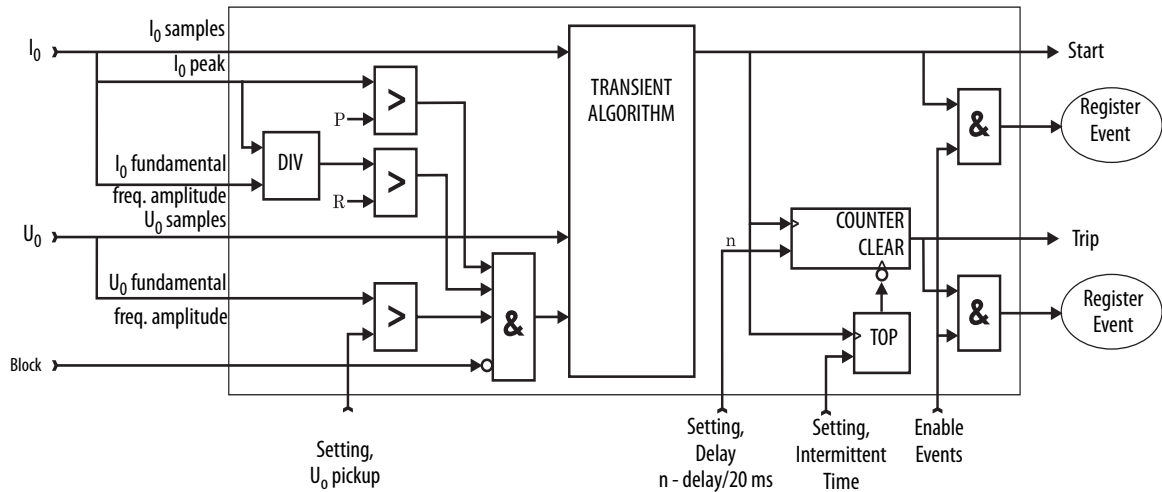 I₀ samples
I₀
Start
I₀ peak
>
P
TRANSIENT
ALGORITHM
&
Register
Event
DIV
>
I₀ fundamental
freq. amplitude
R
U₀ samples
U₀
COUNTER
CLEAR
n
Trip
U₀ fundamental
freq. amplitude
>
&
TOP
&
Register
Event
Block
Setting,
U₀ pickup
Setting,
Delay
n - delay/20 ms
Setting,
Intermittent
Time
Enable
Events